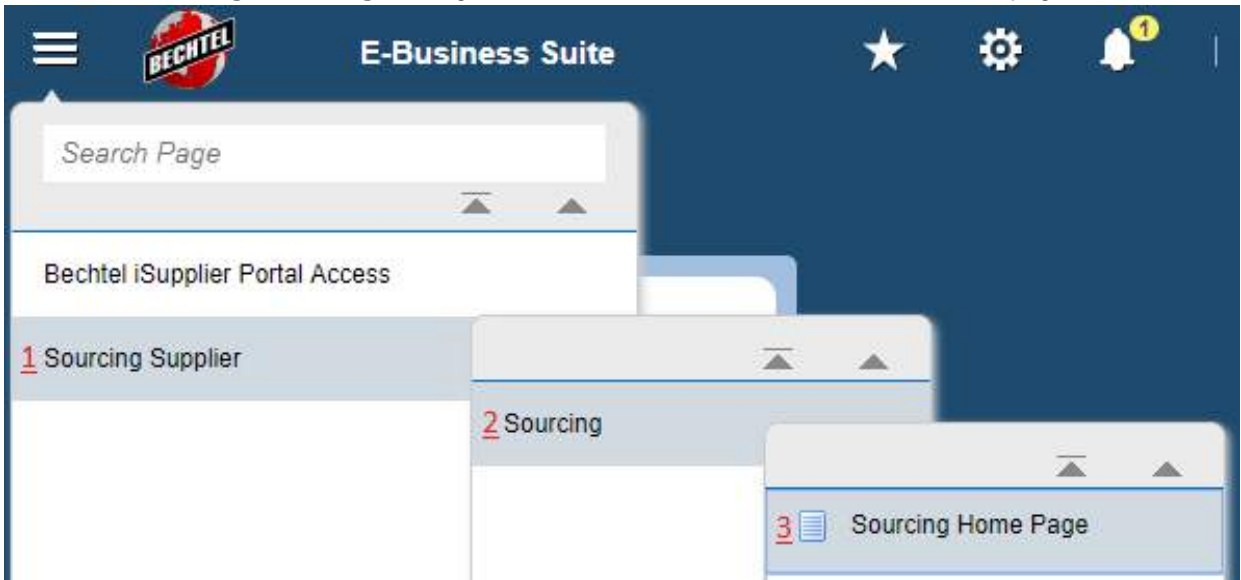 BECHTEL
E-Business Suite
1
Search Page
Bechtel iSupplier Portal Access
1 Sourcing Supplier
2 Sourcing
3 Sourcing Home Page